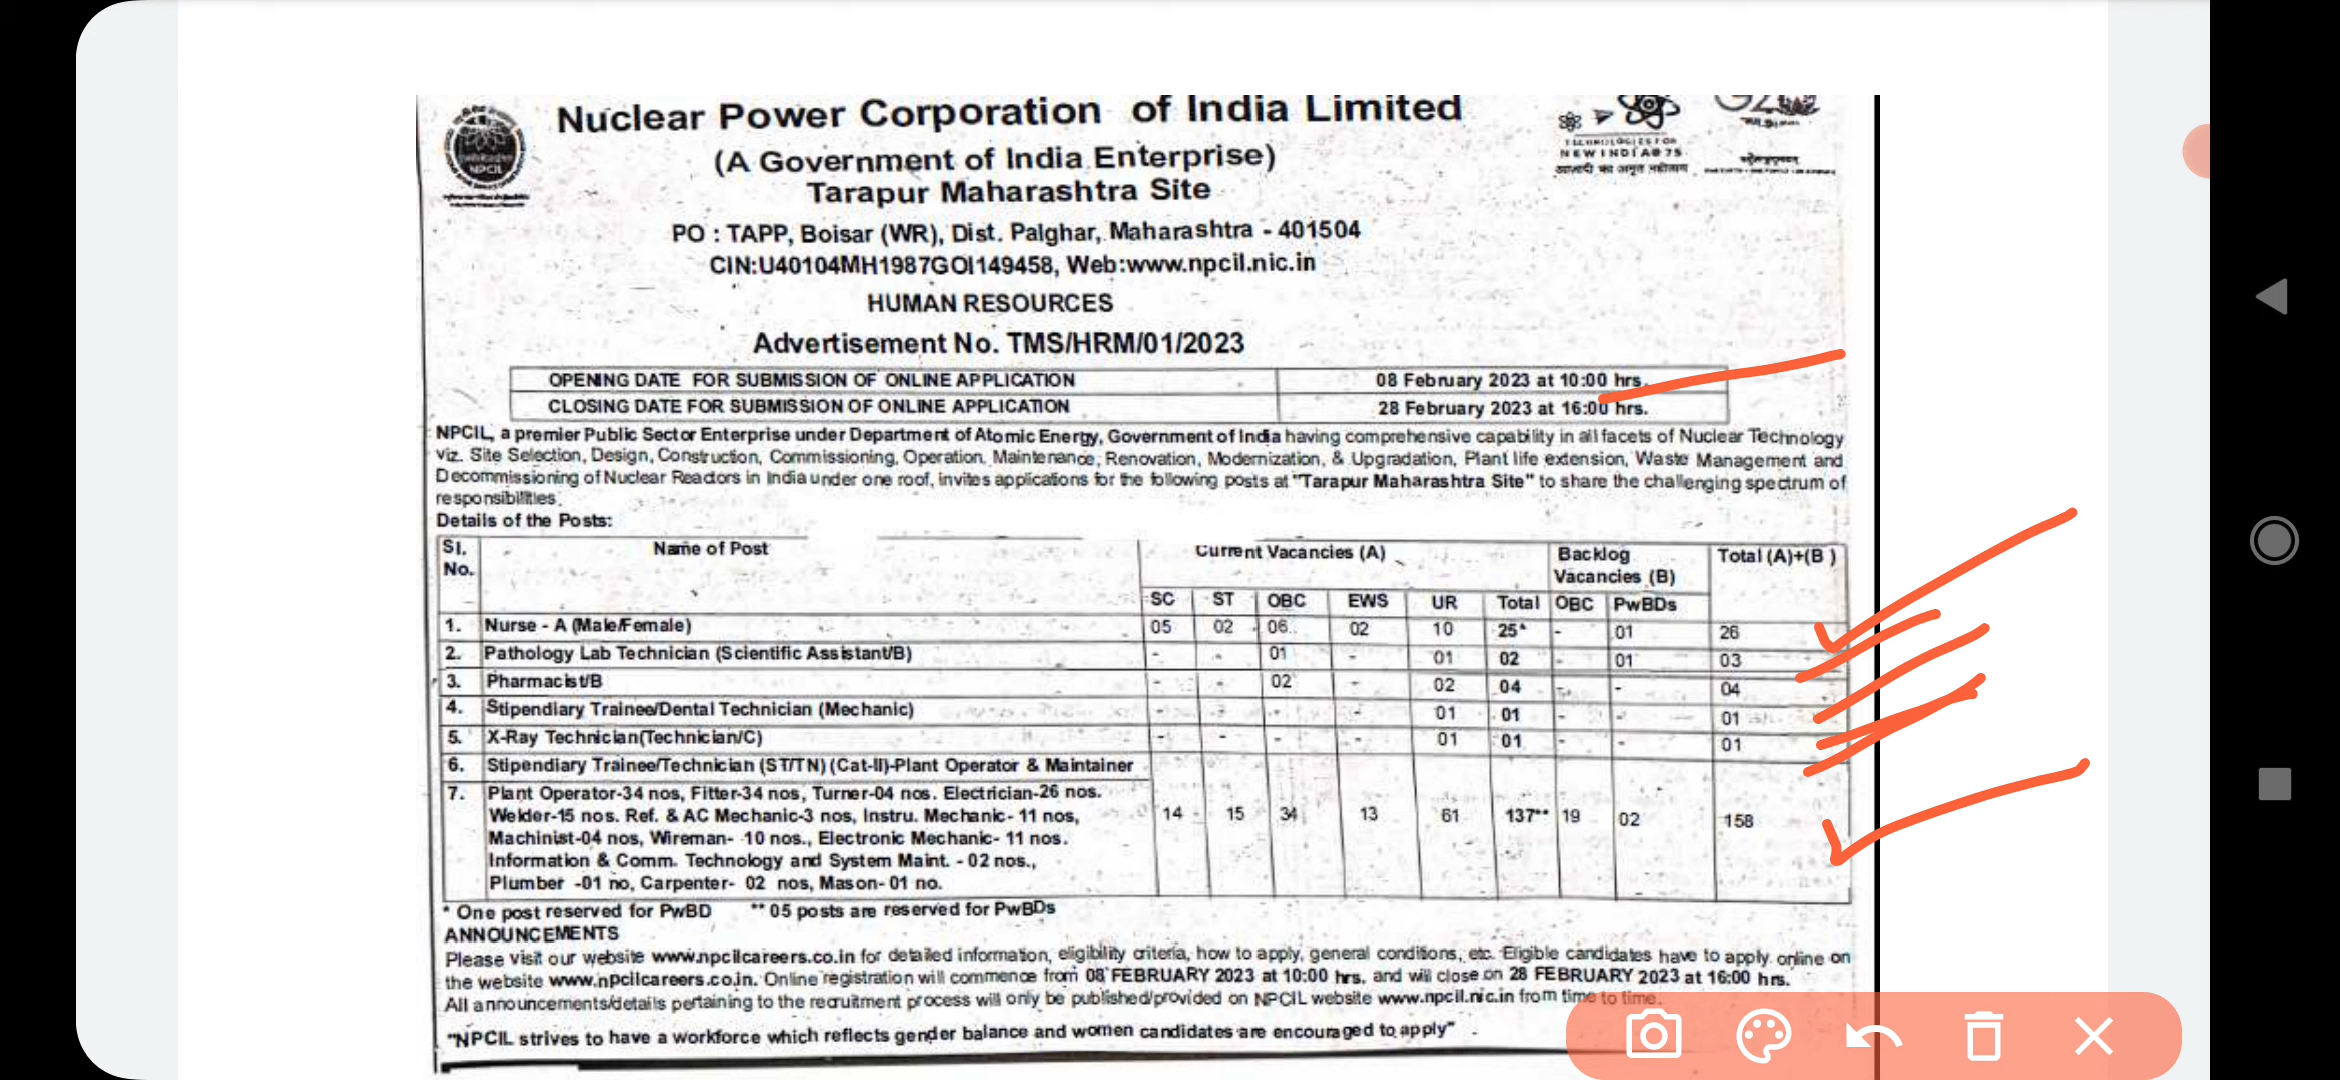 Nuclear Power Corporation of India Limited
(A Government of India Enterprise)
Tarapur Maharashtra Site
PO : TAPP, Boisar (WR), Dist. Palghar, Maharashtra - 401504
CIN:U40104MH1987GOI149458, Web:www.npcil.nic.in
HUMAN RESOURCES
Advertisement No. TMS/HRM/01/2023
NPCIL
TECHNOLOGIES FOR
NEW INDIA@75
आज़ादी का अमृत महोत्सव
OPENING DATE FOR SUBMISSION OF ONLINE APPLICATION 08 February 2023 at 10:00 hrs.
CLOSING DATE FOR SUBMISSION OF ONLINE APPLICATION 28 February 2023 at 16:00 hrs.
NPCIL, a premier Public Sector Enterprise under Department of Atomic Energy, Government of India having comprehensive capability in all facets of Nuclear Technology
viz. Site Selection, Design, Construction, Commissioning, Operation, Maintenance, Renovation, Modernization, & Upgradation, Plant life extension, Waste Management and
Decommissioning of Nuclear Reactors in India under one roof, invites applications for the following posts at "Tarapur Maharashtra Site" to share the challenging spectrum of
responsibilities.
Details of the Posts:
Sl. No. Name of Post Current Vacancies (A) Backlog Vacancies (B) Total (A)+(B)
SC ST OBC EWS UR Total OBC PwBDs
1. Nurse - A (Male/Female) 05 02 06 02 10 25* - 01 26
2. Pathology Lab Technician (Scientific Assistant/B) - - 01 - 01 02 - 01 03
3. Pharmacist/B - - 02 - 02 04 - - 04
4. Stipendiary Trainee/Dental Technician (Mechanic) - - - - 01 01 - - 01
5. X-Ray Technician(Technician/C) - - - - 01 01 - - 01
6. Stipendiary Trainee/Technician (ST/TN) (Cat-II)-Plant Operator & Maintainer
7. Plant Operator-34 nos, Fitter-34 nos, Turner-04 nos. Electrician-26 nos.
Welder-15 nos. Ref. & AC Mechanic-3 nos, Instru. Mechanic- 11 nos, 14 15 34 13 61 137** 19 02 158
Machinist-04 nos, Wireman- 10 nos., Electronic Mechanic- 11 nos.
Information & Comm. Technology and System Maint. - 02 nos.,
Plumber -01 no, Carpenter- 02 nos, Mason- 01 no.
* One post reserved for PwBD ** 05 posts are reserved for PwBDs
ANNOUNCEMENTS
Please visit our website www.npcilcareers.co.in for detailed information, eligibility criteria, how to apply, general conditions, etc. Eligible candidates have to apply online on
the website www.npcilcareers.co.in. Online registration will commence from 08 FEBRUARY 2023 at 10:00 hrs. and will close on 28 FEBRUARY 2023 at 16:00 hrs.
All announcements/details pertaining to the recruitment process will only be published/provided on NPCIL website www.npcil.nic.in from time to time.
"NPCIL strives to have a workforce which reflects gender balance and women candidates are encouraged to apply"